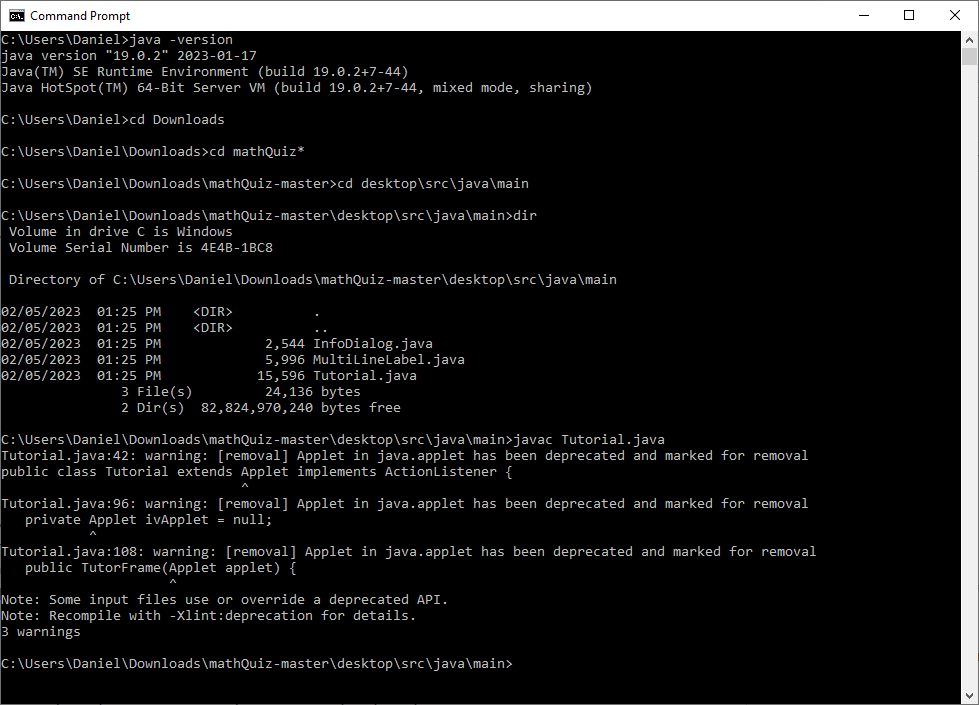 Command Prompt
C:\Users\Daniel>java -version
java version "19.0.2" 2023-01-17
Java(TM) SE Runtime Environment (build 19.0.2+7-44)
Java HotSpot(TM) 64-Bit Server VM (build 19.0.2+7-44, mixed mode, sharing)

C:\Users\Daniel>cd Downloads

C:\Users\Daniel\Downloads>cd mathQuiz*

C:\Users\Daniel\Downloads\mathQuiz-master>cd desktop\src\java\main

C:\Users\Daniel\Downloads\mathQuiz-master\desktop\src\java\main>dir
 Volume in drive C is Windows
 Volume Serial Number is 4E4B-1BC8

 Directory of C:\Users\Daniel\Downloads\mathQuiz-master\desktop\src\java\main

02/05/2023  01:25 PM    <DIR>          .
02/05/2023  01:25 PM    <DIR>          ..
02/05/2023  01:25 PM             2,544 InfoDialog.java
02/05/2023  01:25 PM             5,996 MultiLineLabel.java
02/05/2023  01:25 PM            15,596 Tutorial.java
               3 File(s)         24,136 bytes
               2 Dir(s)  82,824,970,240 bytes free

C:\Users\Daniel\Downloads\mathQuiz-master\desktop\src\java\main>javac Tutorial.java
Tutorial.java:42: warning: [removal] Applet in java.applet has been deprecated and marked for removal
public class Tutorial extends Applet implements ActionListener {
                              ^
Tutorial.java:96: warning: [removal] Applet in java.applet has been deprecated and marked for removal
   private Applet ivApplet = null;
           ^
Tutorial.java:108: warning: [removal] Applet in java.applet has been deprecated and marked for removal
   public TutorFrame(Applet applet) {
                     ^
Note: Some input files use or override a deprecated API.
Note: Recompile with -Xlint:deprecation for details.
3 warnings

C:\Users\Daniel\Downloads\mathQuiz-master\desktop\src\java\main>